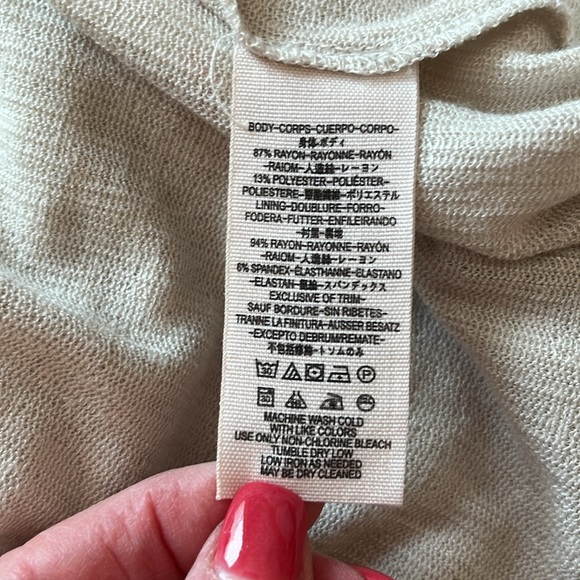 BODY-CORPS-CUERPO-CORPO-
身体-ボディ
87% RAYON-RAYONNE-RAYÓN
-RAIOM-人造絲-レーヨン
13% POLYESTER-POLIÉSTER-
POLIESTERE-聚酯纖維-ポリエステル
LINING-DOUBLURE-FORRO-
FODERA-FUTTER-ENFILEIRANDO
-衬里-裏地
94% RAYON-RAYONNE-RAYÓN
-RAIOM-人造絲-レーヨン
6% SPANDEX-ÉLASTHANNE-ELASTANO
-ELASTAN-氨綸-スパンデックス
EXCLUSIVE OF TRIM-
SAUF BORDURE-SIN RIBETES-
TRANNE LA FINITURA-AUSSER BESATZ
-EXCEPTO DEBRUM/REMATE-
不包括修飾-トソムのみ
30 P
30
MACHINE WASH COLD
WITH LIKE COLORS
USE ONLY NON-CHLORINE BLEACH
TUMBLE DRY LOW
LOW IRON AS NEEDED
MAY BE DRY CLEANED